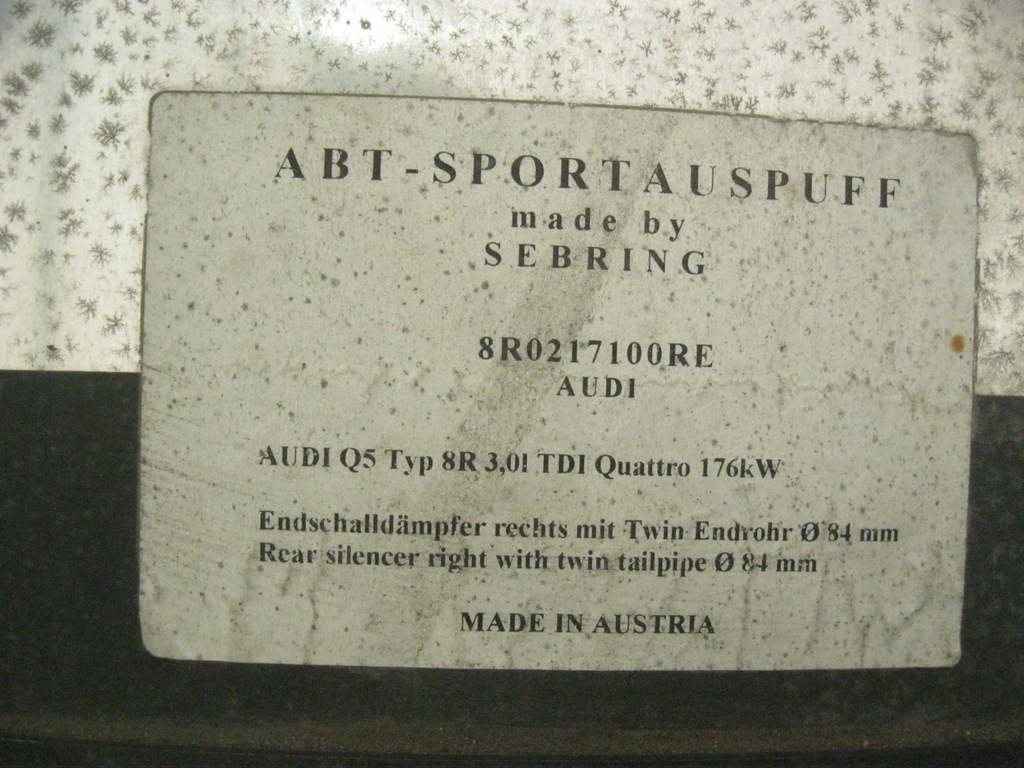 ABT-SPORTAUSPUFF
made by
SEBRING
8R0217100RE
AUDI
AUDI Q5 Typ 8R 3,0l TDI Quattro 176kW
Endschalldämpfer rechts mit Twin Endrohr Ø 84 mm
Rear silencer right with twin tailpipe Ø 84 mm
MADE IN AUSTRIA